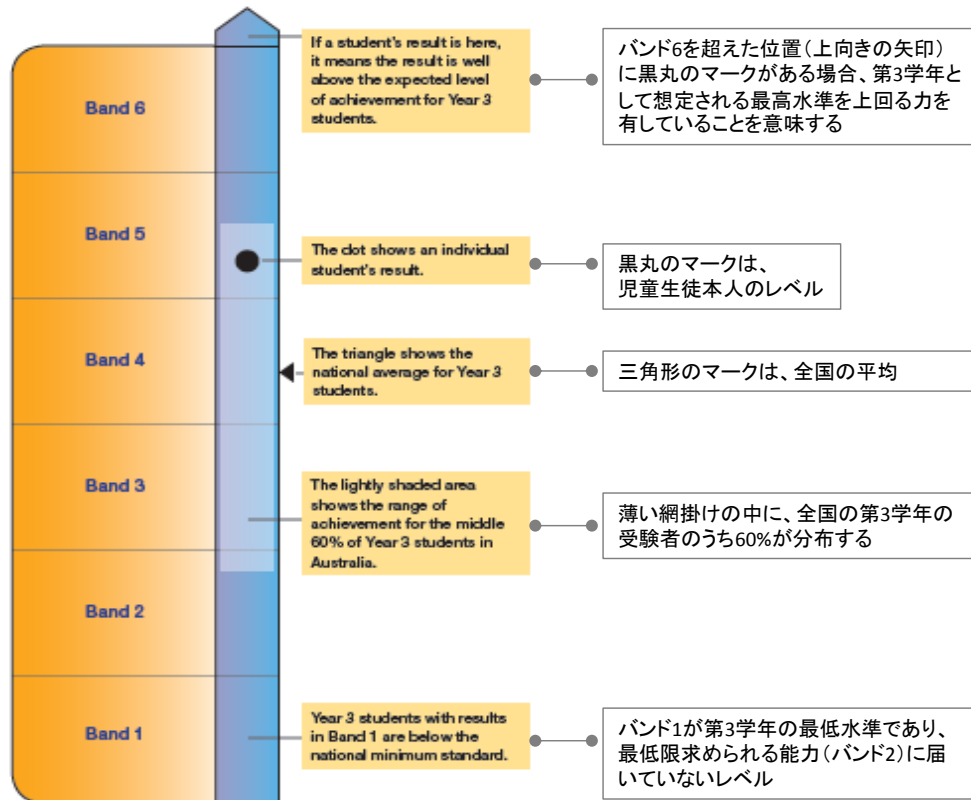 If a student's result is here,
it means the result is well
above the expected level
of achievement for Year 3
students.
バンド6を超えた位置（上向きの矢印）
に黒丸のマークがある場合、第3学年と
して想定される最高水準を上回る力を
有していることを意味する
Band 6
Band 5
The dot shows an individual
student's result.
黒丸のマークは、
児童生徒本人のレベル
Band 4
The triangle shows the
national average for Year 3
students.
三角形のマークは、全国の平均
Band 3
The lightly shaded area
shows the range of
achievement for the middle
60% of Year 3 students in
Australia.
薄い網掛けの中に、全国の第3学年の
受験者のうち60%が分布する
Band 2
Band 1
Year 3 students with results
in Band 1 are below the
national minimum standard.
バンド1が第3学年の最低水準であり、
最低限求められる能力（バンド2）に届
いていないレベル